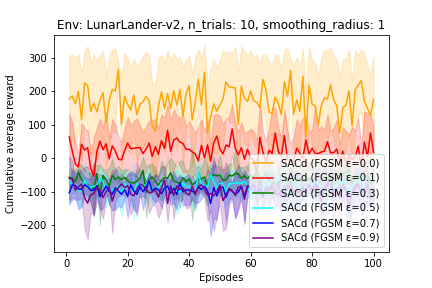 Env: LunarLander-v2, n_trials: 10, smoothing_radius: 1
Cumulative average reward
300
200
100
0
−100
−200
SACd (FGSM ε=0.0)
SACd (FGSM ε=0.1)
SACd (FGSM ε=0.3)
SACd (FGSM ε=0.5)
SACd (FGSM ε=0.7)
SACd (FGSM ε=0.9)
0
20
40
60
80
100
Episodes